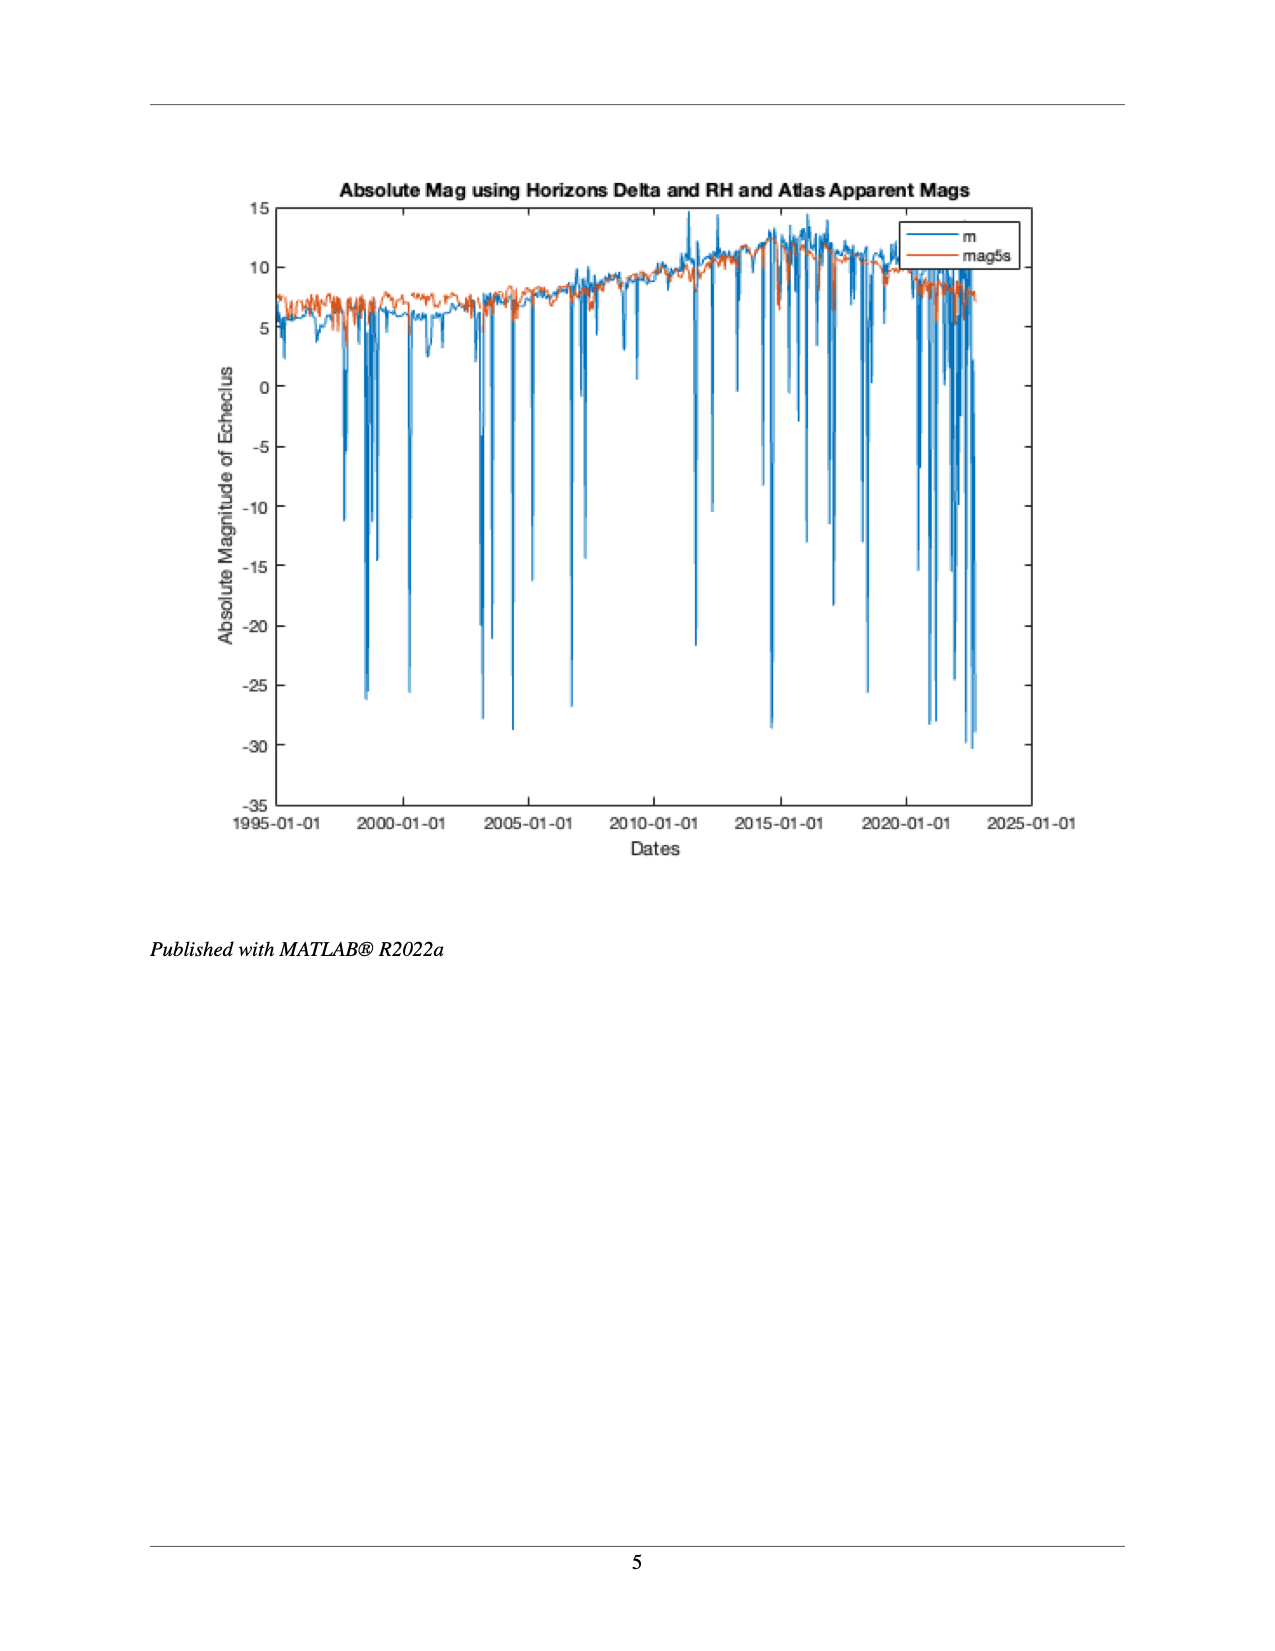 Absolute Mag using Horizons Delta and RH and Atlas Apparent Mags
15
10
5
0
-5
-10
-15
-20
-25
-30
-35
Absolute Magnitude of Echeclus
m
mag5s
1995-01-01 2000-01-01 2005-01-01 2010-01-01 2015-01-01 2020-01-01 2025-01-01
Dates
Published with MATLAB® R2022a
5